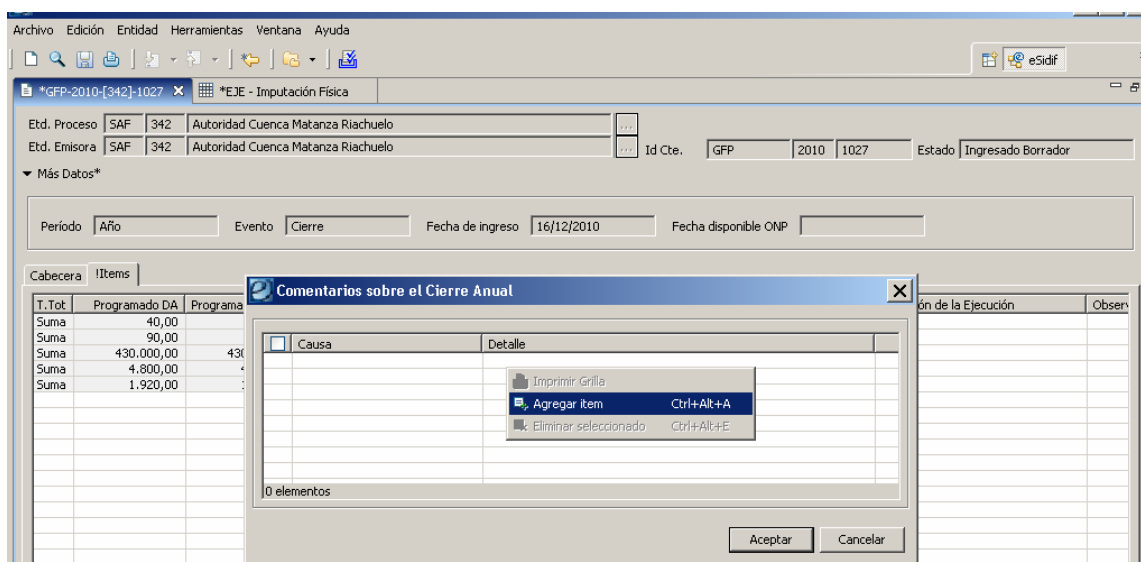 Archivo Edición Entidad Herramientas Ventana Ayuda
eSidif
*GFP-2010-[342]-1027 *EJE - Imputación Física
Etd. Proceso SAF 342 Autoridad Cuenca Matanza Riachuelo ...
Etd. Emisora SAF 342 Autoridad Cuenca Matanza Riachuelo ... Id Cte. GFP 2010 1027 Estado Ingresado Borrador
Más Datos*
Período Año Evento Cierre Fecha de ingreso 16/12/2010 Fecha disponible ONP
Cabecera !Items
Comentarios sobre el Cierre Anual
T.Tot Programado DA Programa ón de la Ejecución Observ
Suma 40,00
Suma 90,00
Suma 430.000,00 430
Suma 4.800,00
Suma 1.920,00
Causa Detalle
Imprimir Grilla
Agregar item Ctrl+Alt+A
Eliminar seleccionado Ctrl+Alt+E
0 elementos
Aceptar Cancelar